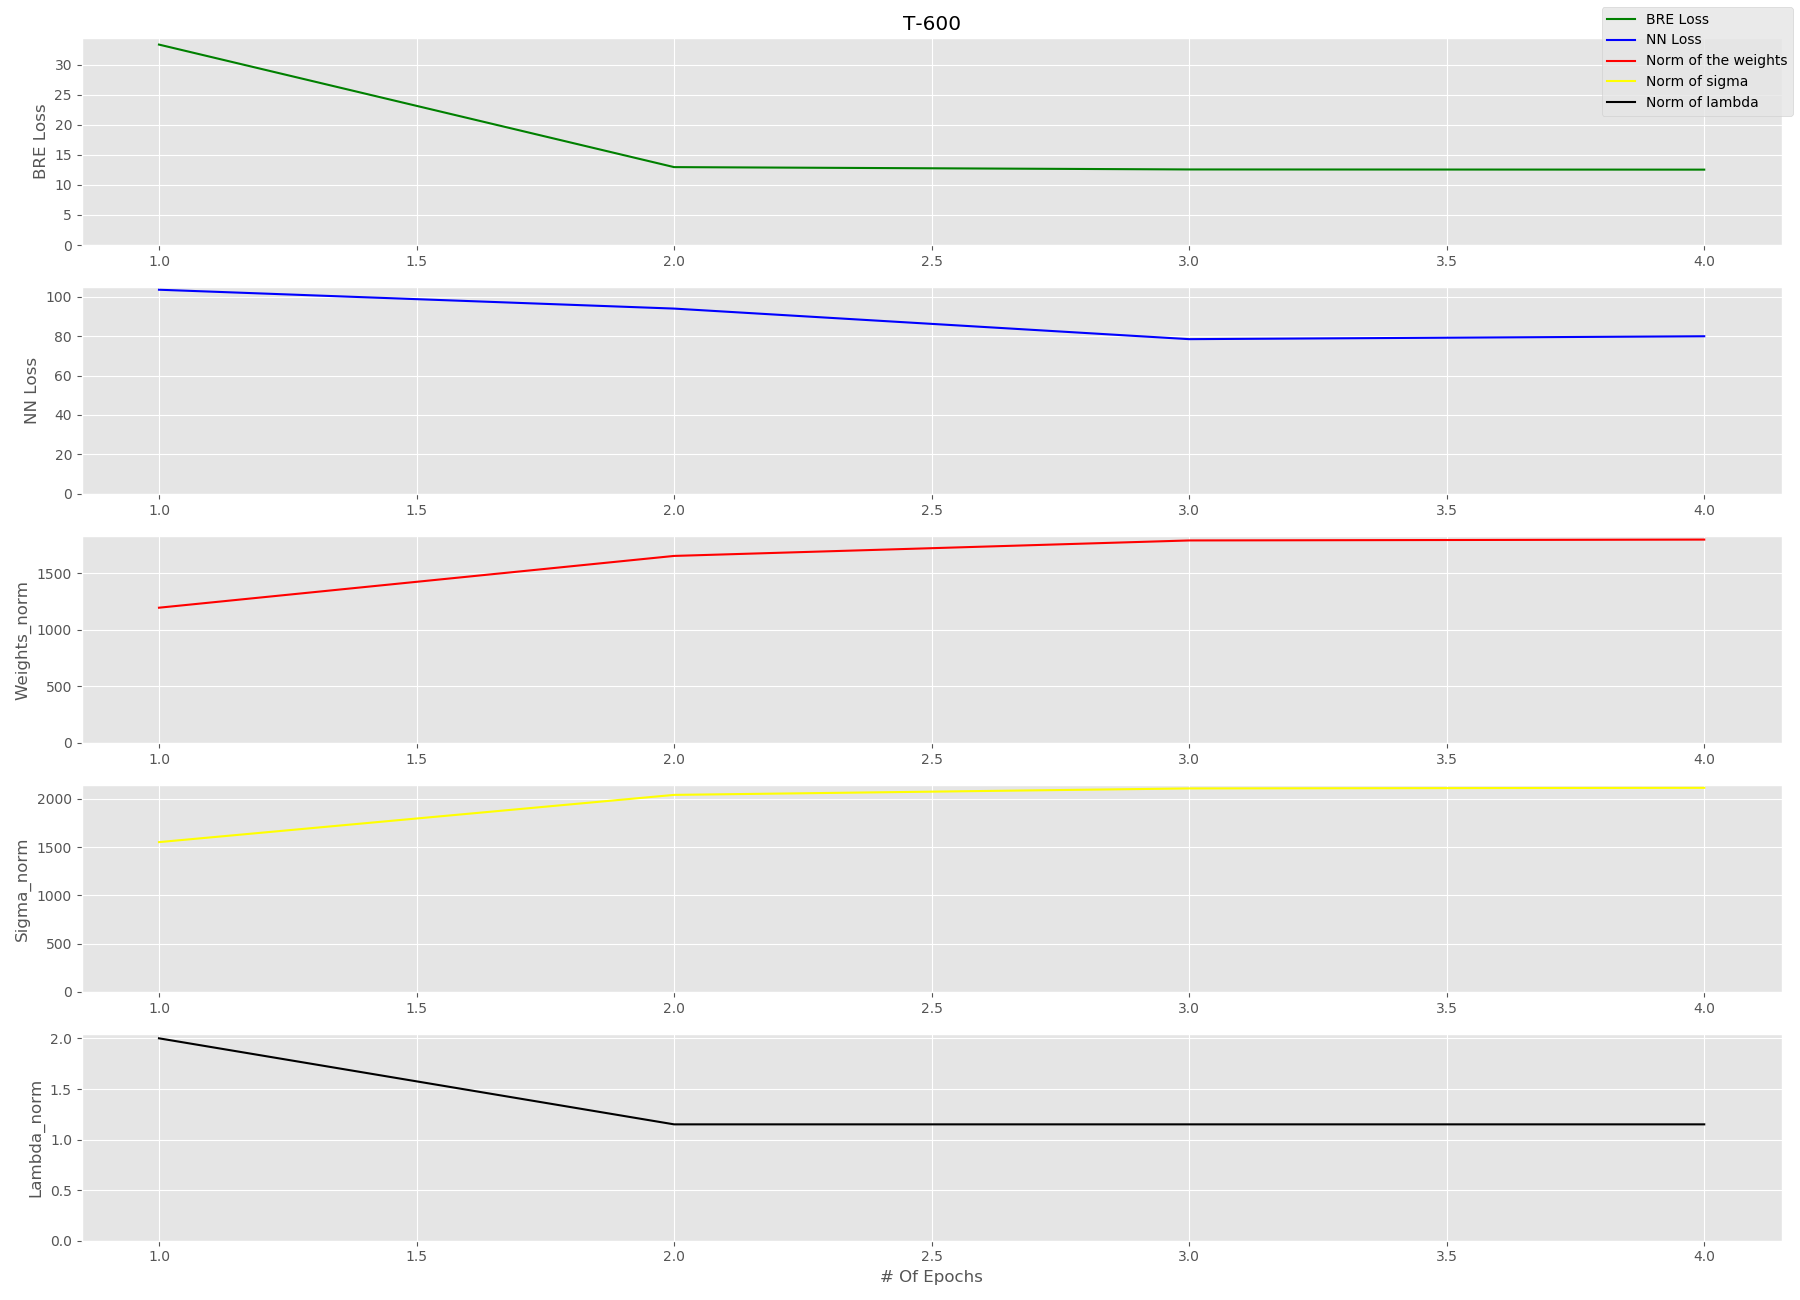 T-600
BRE Loss
NN Loss
Norm of the weights
Norm of sigma
Norm of lambda
BRE Loss
30
25
20
15
10
5
0
1.0 1.5 2.0 2.5 3.0 3.5 4.0
NN Loss
100
80
60
40
20
0
1.0 1.5 2.0 2.5 3.0 3.5 4.0
Weights_norm
1500
1000
500
0
1.0 1.5 2.0 2.5 3.0 3.5 4.0
Sigma_norm
2000
1500
1000
500
0
1.0 1.5 2.0 2.5 3.0 3.5 4.0
Lambda_norm
2.0
1.5
1.0
0.5
0.0
1.0 1.5 2.0 2.5 3.0 3.5 4.0
# Of Epochs